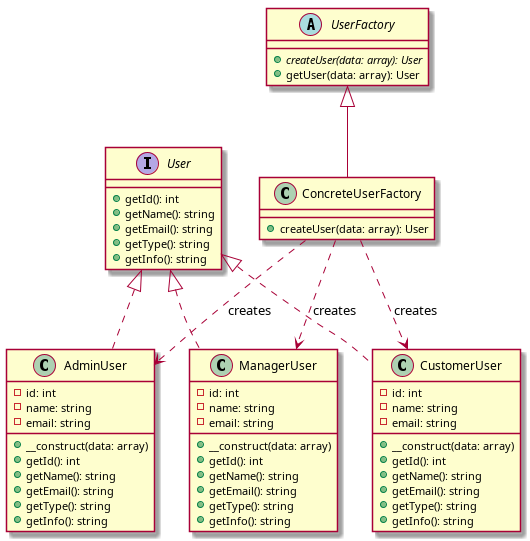 A UserFactory
createUser(data: array): User
getUser(data: array): User
I User
getId(): int
getName(): string
getEmail(): string
getType(): string
getInfo(): string
C ConcreteUserFactory
createUser(data: array): User
creates
creates
creates
C AdminUser
id: int
name: string
email: string
__construct(data: array)
getId(): int
getName(): string
getEmail(): string
getType(): string
getInfo(): string
C ManagerUser
id: int
name: string
email: string
__construct(data: array)
getId(): int
getName(): string
getEmail(): string
getType(): string
getInfo(): string
C CustomerUser
id: int
name: string
email: string
__construct(data: array)
getId(): int
getName(): string
getEmail(): string
getType(): string
getInfo(): string